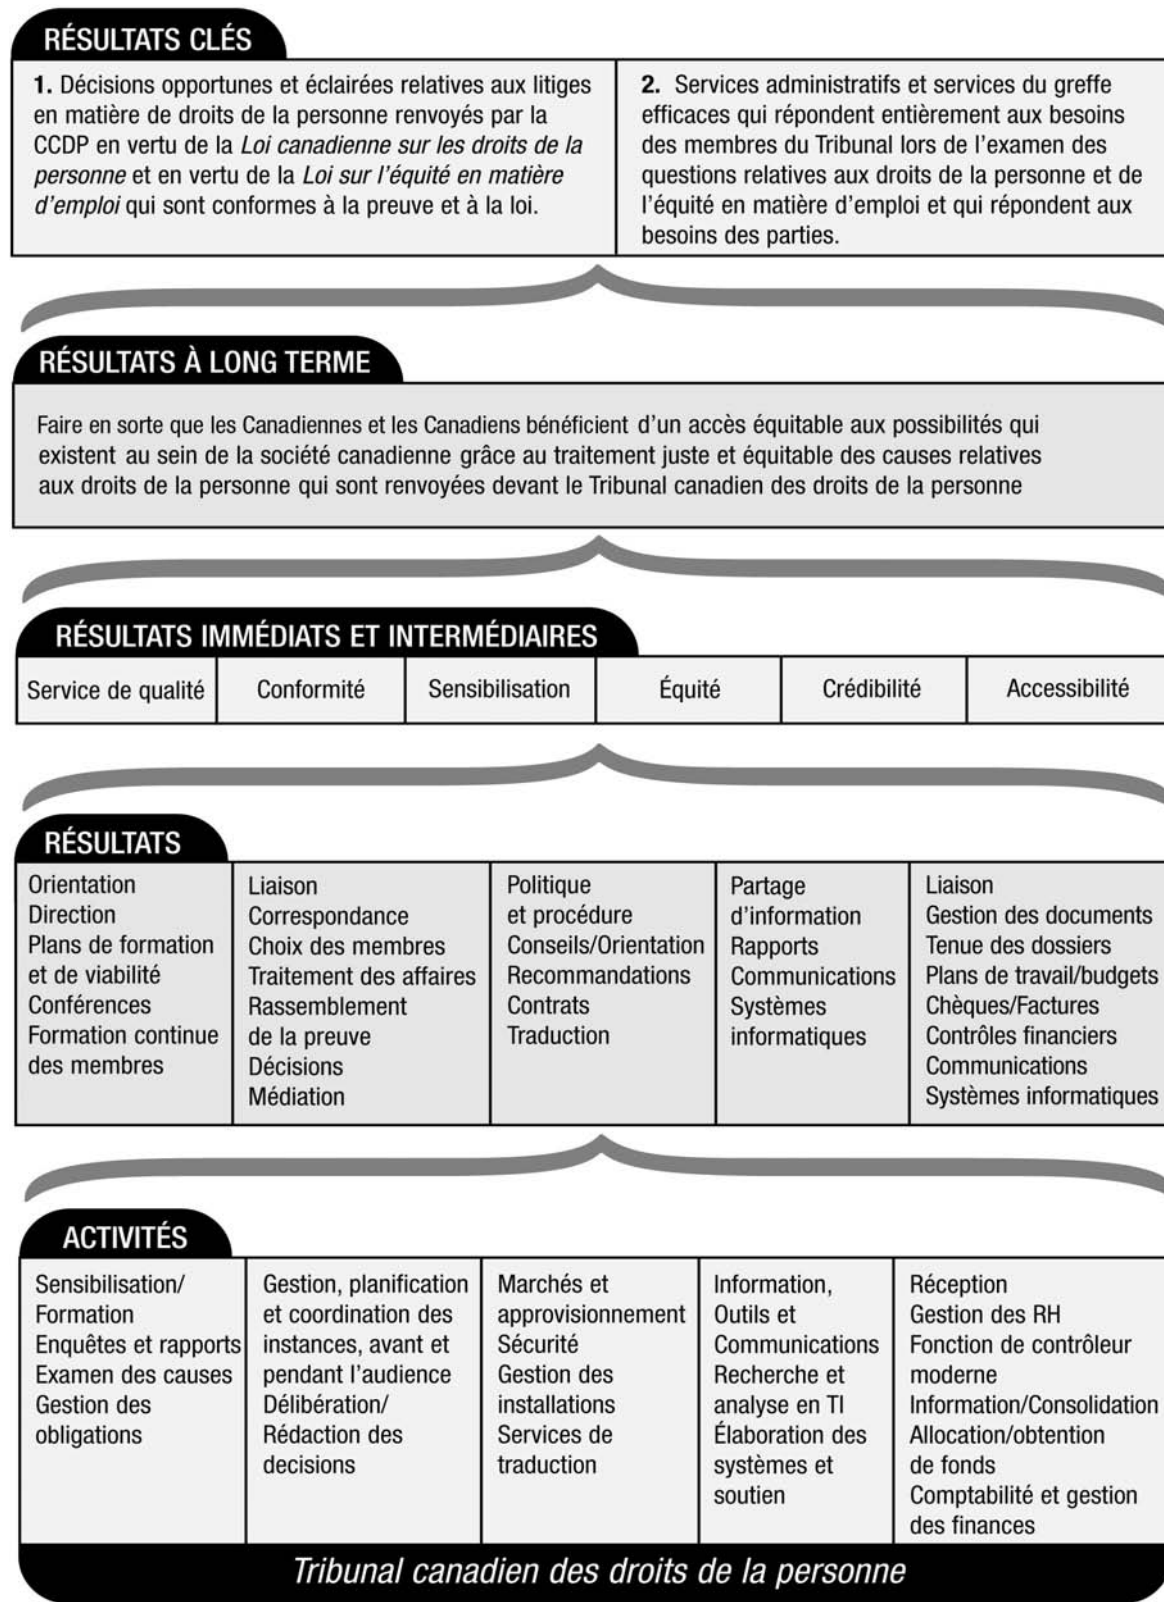 RÉSULTATS CLÉS
1. Décisions opportunes et éclairées relatives aux litiges
en matière de droits de la personne renvoyés par la
CCDP en vertu de la Loi canadienne sur les droits de la
personne et en vertu de la Loi sur l'équité en matière
d'emploi qui sont conformes à la preuve et à la loi.
2. Services administratifs et services du greffe
efficaces qui répondent entièrement aux besoins
des membres du Tribunal lors de l'examen des
questions relatives aux droits de la personne et de
l'équité en matière d'emploi et qui répondent aux
besoins des parties.
RÉSULTATS À LONG TERME
Faire en sorte que les Canadiennes et les Canadiens bénéficient d'un accès équitable aux possibilités qui
existent au sein de la société canadienne grâce au traitement juste et équitable des causes relatives
aux droits de la personne qui sont renvoyées devant le Tribunal canadien des droits de la personne
RÉSULTATS IMMÉDIATS ET INTERMÉDIAIRES
Service de qualité
Conformité
Sensibilisation
Équité
Crédibilité
Accessibilité
RÉSULTATS
Orientation
Direction
Plans de formation
et de viabilité
Conférences
Formation continue
des membres
Liaison
Correspondance
Choix des membres
Traitement des affaires
Rassemblement
de la preuve
Décisions
Médiation
Politique
et procédure
Conseils/Orientation
Recommandations
Contrats
Traduction
Partage
d'information
Rapports
Communications
Systèmes
informatiques
Liaison
Gestion des documents
Tenue des dossiers
Plans de travail/budgets
Chèques/Factures
Contrôles financiers
Communications
Systèmes informatiques
ACTIVITÉS
Sensibilisation/
Formation
Enquêtes et rapports
Examen des causes
Gestion des
obligations
Gestion, planification
et coordination des
instances, avant et
pendant l'audience
Délibération/
Rédaction des
decisions
Marchés et
approvisionnement
Sécurité
Gestion des
installations
Services de
traduction
Information,
Outils et
Communications
Recherche et
analyse en TI
Élaboration des
systèmes et
soutien
Réception
Gestion des RH
Fonction de contrôleur
moderne
Information/Consolidation
Allocation/obtention
de fonds
Comptabilité et gestion
des finances
Tribunal canadien des droits de la personne